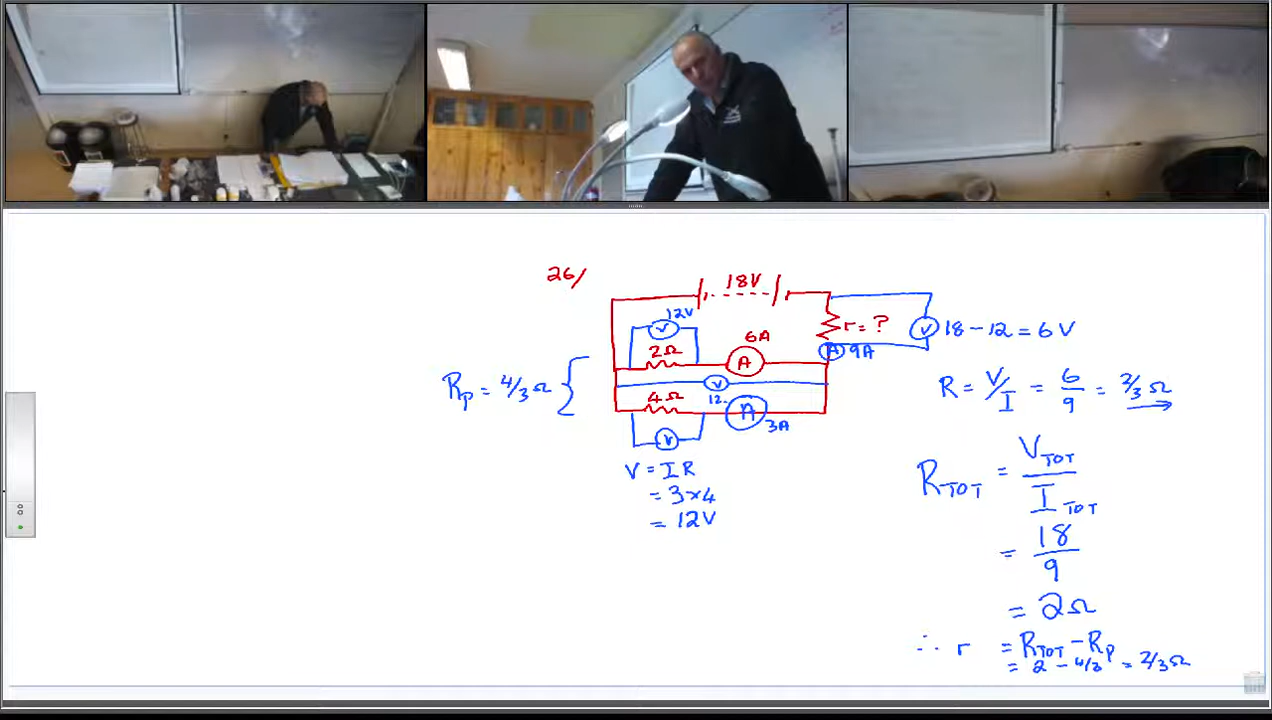 26/
18V
12V
V
r = ?
V 18 - 12 = 6V
6A
2Ω
A
A 9A
Rp = 4/3 Ω
V
12
4Ω
A
3A
V
R = V/I = 6/9 = 2/3 Ω
V = I R
= 3 × 4
= 12V
RTOT = VTOT / ITOT
= 18 / 9
= 2Ω
∴ r = RTOT - Rp
= 2 - 4/3 = 2/3 Ω